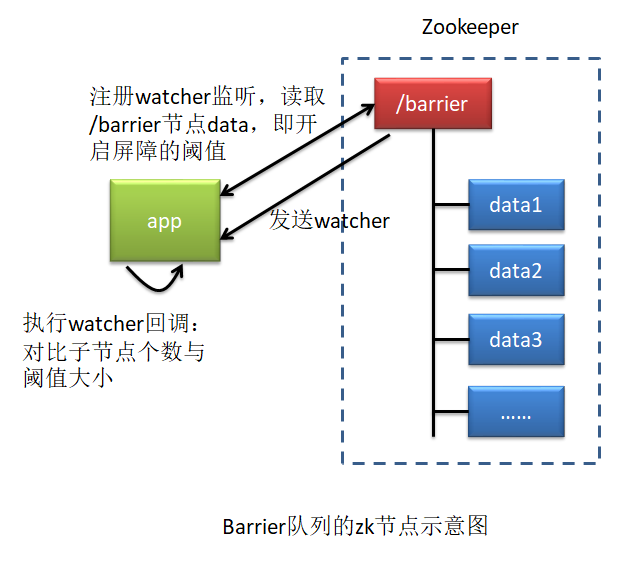 Zookeeper
注册watcher监听，读取
/barrier节点data，即开
启屏障的阈值
/barrier
app
发送watcher
data1
data2
data3
……
执行watcher回调：
对比子节点个数与
阈值大小
Barrier队列的zk节点示意图